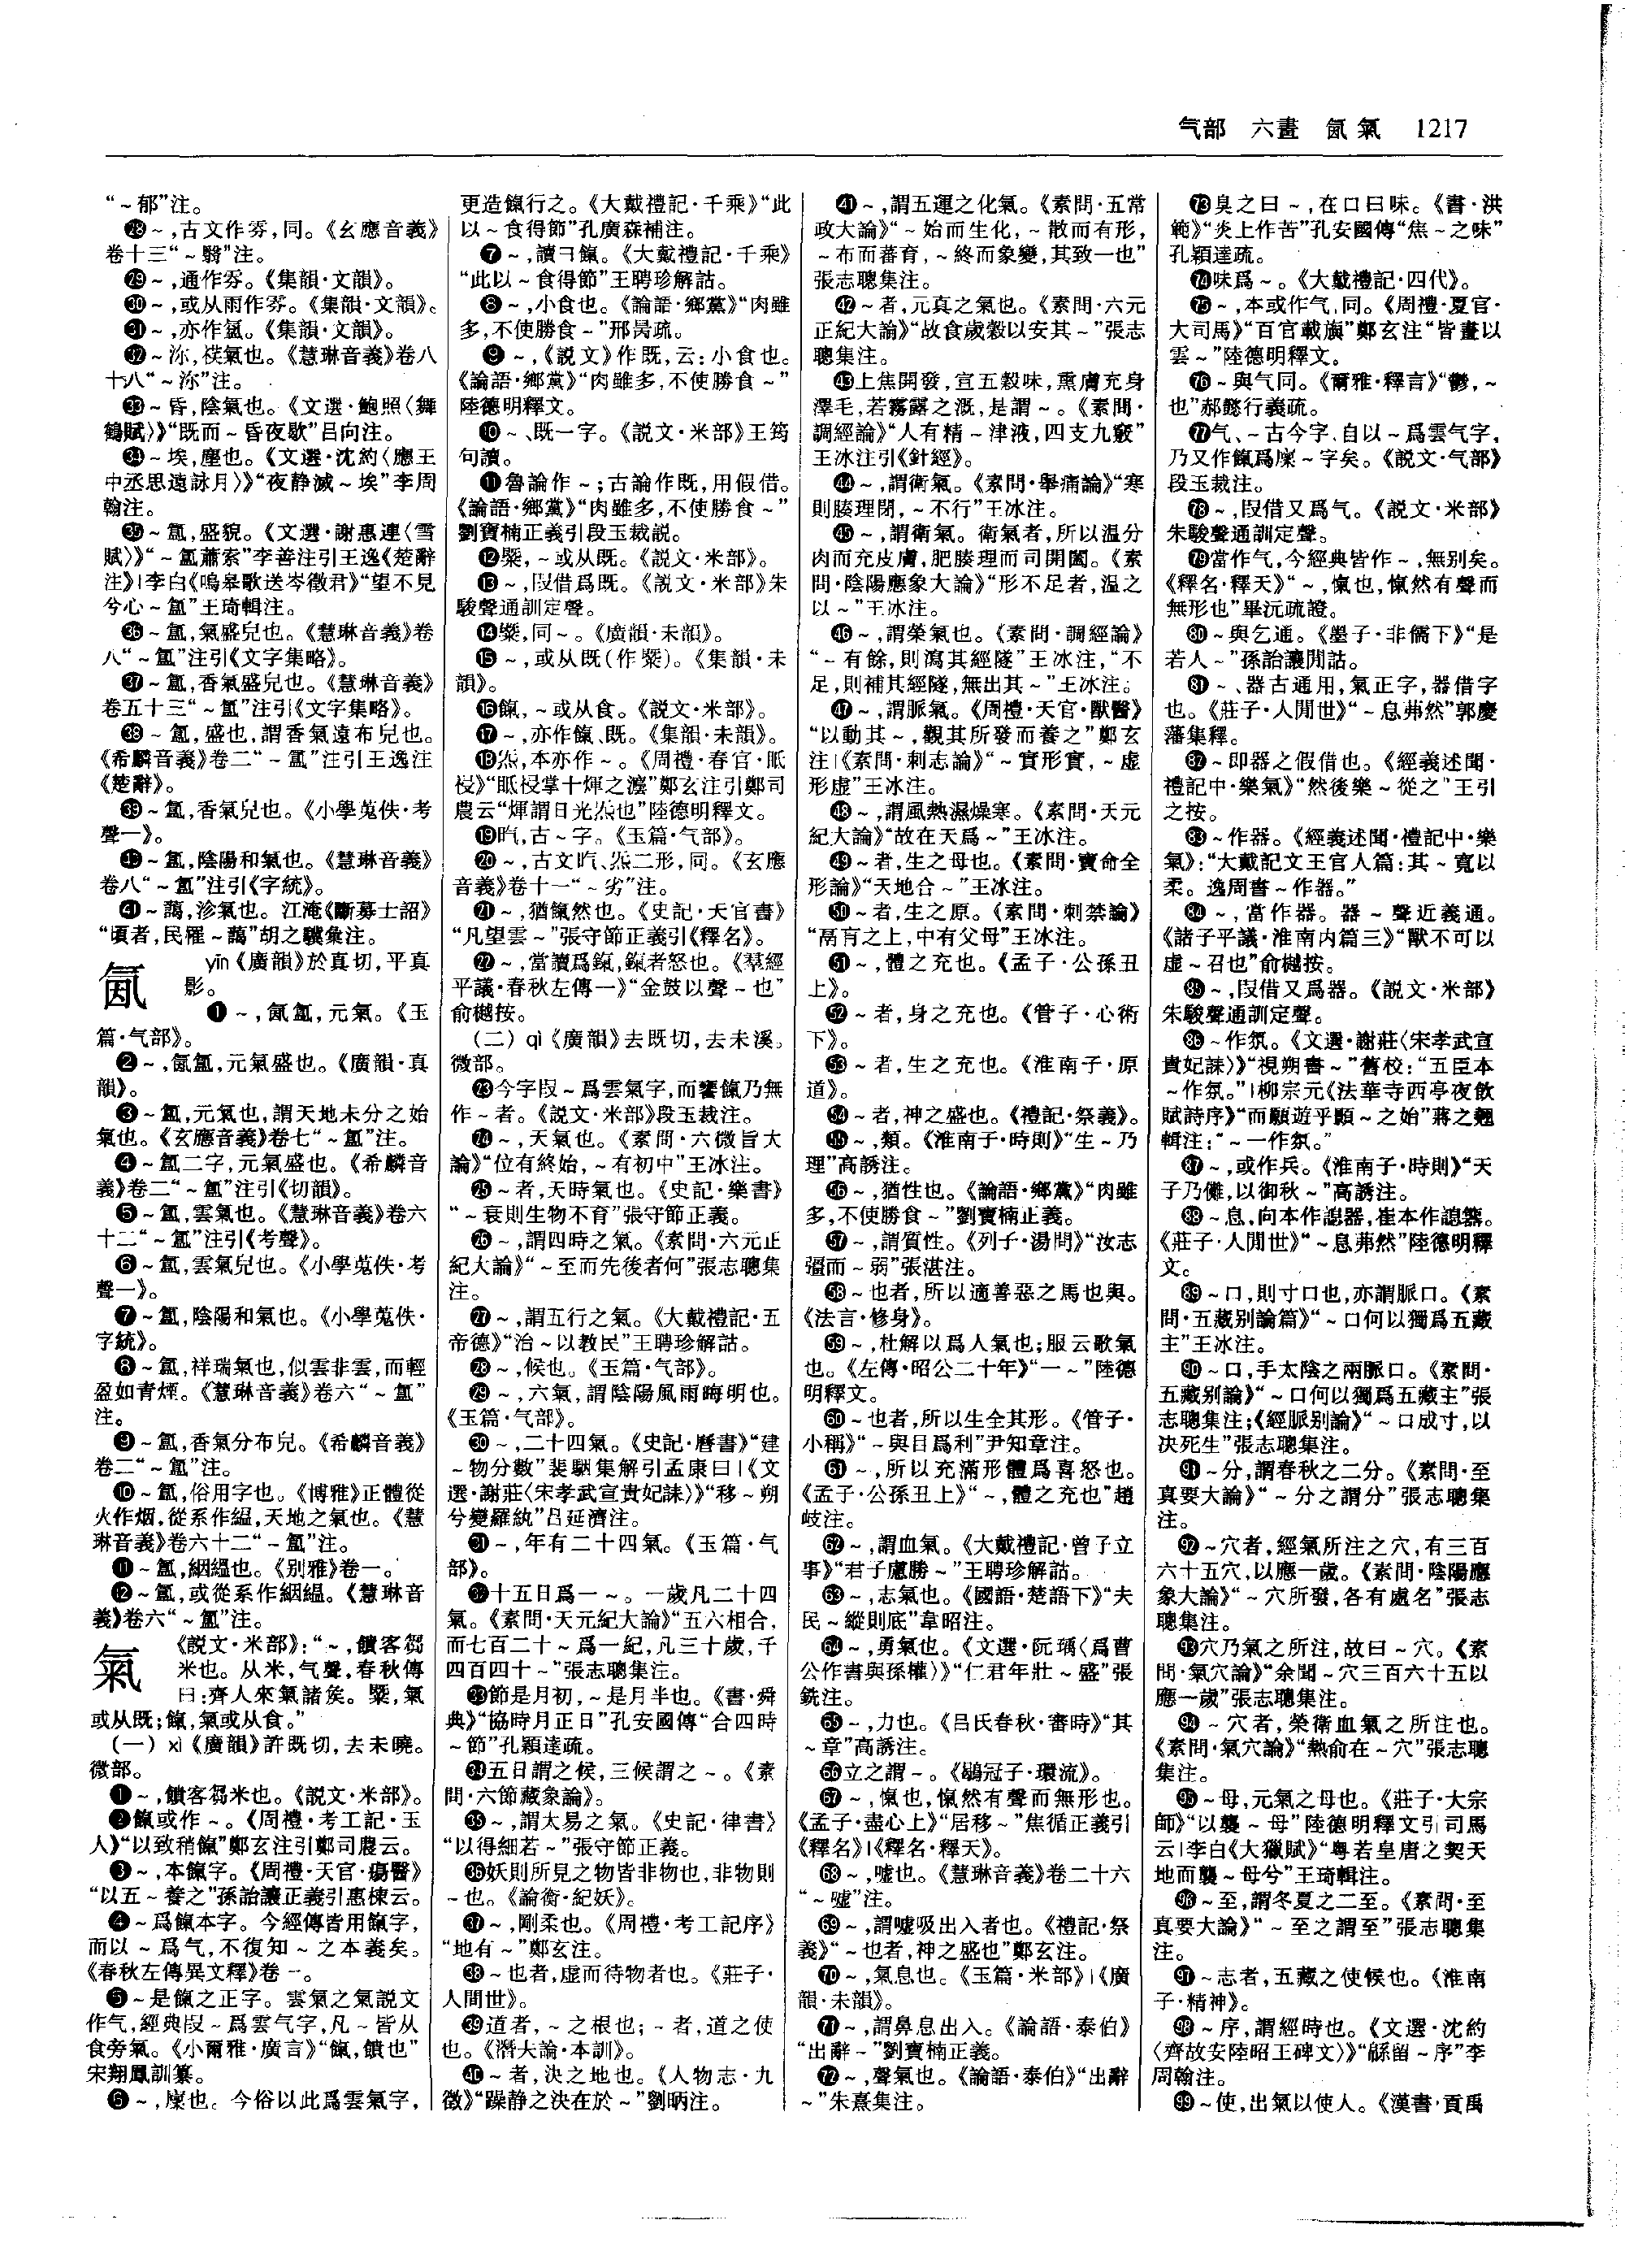 气部 六畫 氤氣 1217
“~郁”注。
㉘~,古文作雰,同。《玄應音義》
卷十三“~翳”注。
㉙~,通作雰。《集韻·文韻》。
㉚~,或从雨作雰。《集韻·文韻》。
㉛~,亦作氳。《集韻·文韻》。
㉜~沴,祲氣也。《慧琳音義》卷八
十八“~沴”注。
㉝~昏,陰氣也。《文選·鮑照〈舞
鶴賦〉》“既而~昏夜歇”吕向注。
㉞~埃,塵也。《文選·沈約〈應王
中丞思遠詠月〉》“夜静滅~埃”李周
翰注。
㉟~氳,盛貌。《文選·謝惠連〈雪
賦〉》“~氳蕭索”李善注引王逸《楚辭
注》|李白《鳴皋歌送岑徵君》“望不見
兮心~氳”王琦輯注。
㊱~氳,氣盛皃也。《慧琳音義》卷
八“~氳”注引《文字集略》。
㊲~氳,香氣盛皃也。《慧琳音義》
卷五十三“~氳”注引《文字集略》。
㊳~氳,盛也,謂香氣遠布皃也。
《希麟音義》卷二“~氳”注引王逸注
《楚辭》。
㊴~氳,香氣皃也。《小學蒐佚·考
聲一》。
㊵~氳,陰陽和氣也。《慧琳音義》
卷八“~氳”注引《字統》。
㊶~藹,沴氣也。江淹《斷募士詔》
“頃者,民罹~藹”胡之驥彙注。
氤 yīn《廣韻》於真切,平真
影。
❶~,氤氳,元氣。《玉
篇·气部》。
❷~,氤氳,元氣盛也。《廣韻·真
韻》。
❸~氳,元氣也,謂天地未分之始
氣也。《玄應音義》卷七“~氳”注。
❹~氳二字,元氣盛也。《希麟音
義》卷二“~氳”注引《切韻》。
❺~氳,雲氣也。《慧琳音義》卷六
十二“~氳”注引《考聲》。
❻~氳,雲氣皃也。《小學蒐佚·考
聲一》。
❼~氳,陰陽和氣也。《小學蒐佚·
字統》。
❽~氳,祥瑞氣也,似雲非雲,而輕
盈如青煙。《慧琳音義》卷六“~氳”
注。
❾~氳,香氣分布皃。《希麟音義》
卷二“~氳”注。
❿~氳,俗用字也。《博雅》正體從
火作烟,從系作縕,天地之氣也。《慧
琳音義》卷六十二“~氳”注。
⓫~氳,絪縕也。《别雅》卷一。
⓬~氳,或從系作絪縕。《慧琳音
義》卷六“~氳”注。
氣 《説文·米部》:“~,饋客芻
米也。从米,气聲,春秋傳
曰:齊人來氣諸矦。㮣,氣
或从既;餼,氣或从食。”
(一)xì《廣韻》許既切,去未曉。
微部。
❶~,饋客芻米也。《説文·米部》。
❷餼或作~。《周禮·考工記·玉
人》“以致稍餼”鄭玄注引鄭司農云。
❸~,本餼字。《周禮·天官·瘍醫》
“以五~養之”孫詒讓正義引惠棟云。
❹~爲餼本字。今經傳皆用餼字,
而以~爲气,不復知~之本義矣。
《春秋左傳異文釋》卷一。
❺~是餼之正字。雲氣之氣説文
作气,經典叚~爲雲气字,凡~皆从
食旁氣。《小爾雅·廣言》“餼,饋也”
宋翔鳳訓纂。
❻~,廩也。今俗以此爲雲氣字,
更造餼行之。《大戴禮記·千乘》“此
以~食得節”孔廣森補注。
❼~,讀曰餼。《大戴禮記·千乘》
“此以~食得節”王聘珍解詁。
❽~,小食也。《論語·鄉黨》“肉雖
多,不使勝食~”邢昺疏。
❾~,《説文》作既,云:小食也。
《論語·鄉黨》“肉雖多,不使勝食~”
陸德明釋文。
❿~、既一字。《説文·米部》王筠
句讀。
⓫魯論作~;古論作既,用假借。
《論語·鄉黨》“肉雖多,不使勝食~”
劉寶楠正義引段玉裁説。
⓬㮣,~或从既。《説文·米部》。
⓭~,叚借爲既。《説文·米部》朱
駿聲通訓定聲。
⓮㮣,同~。《廣韻·未韻》。
⓯~,或从既(作㮣)。《集韻·未
韻》。
⓰餼,~或从食。《説文·米部》。
⓱~,亦作餼、既。《集韻·未韻》。
⓲炁,本亦作~。《周禮·春官·眂
祲》“眂祲掌十煇之灋”鄭玄注引鄭司
農云“煇謂日光炁也”陸德明釋文。
⓳㫓,古~字。《玉篇·气部》。
⓴~,古文㫓、炁二形,同。《玄應
音義》卷十一“~劣”注。
㉑~,猶餼然也。《史記·天官書》
“凡望雲~”張守節正義引《釋名》。
㉒~,當讀爲鎎,鎎者怒也。《羣經
平議·春秋左傳一》“金鼓以聲~也”
俞樾按。
(二)qì《廣韻》去既切,去未溪。
微部。
㉓今字叚~爲雲氣字,而饔餼乃無
作~者。《説文·米部》段玉裁注。
㉔~,天氣也。《素問·六微旨大
論》“位有終始,~有初中”王冰注。
㉕~者,天時氣也。《史記·樂書》
“~衰則生物不育”張守節正義。
㉖~,謂四時之氣。《素問·六元正
紀大論》“~至而先後者何”張志聰集
注。
㉗~,謂五行之氣。《大戴禮記·五
帝德》“治~以教民”王聘珍解詁。
㉘~,候也。《玉篇·气部》。
㉙~,六氣,謂陰陽風雨晦明也。
《玉篇·气部》。
㉚~,二十四氣。《史記·曆書》“建
~物分數”裴駰集解引孟康曰|《文
選·謝莊〈宋孝武宣貴妃誄〉》“移~朔
兮變羅紈”吕延濟注。
㉛~,年有二十四氣。《玉篇·气
部》。
㉜十五日爲一~。一歲凡二十四
氣。《素問·天元紀大論》“五六相合,
而七百二十~爲一紀,凡三十歲,千
四百四十~”張志聰集注。
㉝節是月初,~是月半也。《書·舜
典》“協時月正日”孔安國傳“合四時
~節”孔穎達疏。
㉞五日謂之候,三候謂之~。《素
問·六節藏象論》。
㉟~,謂大易之氣。《史記·律書》
“以得細若~”張守節正義。
㊱妖則所見之物皆非物也,非物則
~也。《論衡·紀妖》。
㊲~,剛柔也。《周禮·考工記序》
“地有~”鄭玄注。
㊳~也者,虚而待物者也。《莊子·
人間世》。
㊴道者,~之根也;~者,道之使
也。《潛夫論·本訓》。
㊵~者,決之地也。《人物志·九
徵》“躁静之決在於~”劉昞注。
㊶~,謂五運之化氣。《素問·五常
政大論》“~始而生化,~散而有形,
~布而蕃育,~終而象變,其致一也”
張志聰集注。
㊷~者,元真之氣也。《素問·六元
正紀大論》“故食歲穀以安其~”張志
聰集注。
㊸上焦開發,宣五穀味,熏膚充身
澤毛,若霧露之溉,是謂~。《素問·
調經論》“人有精~津液,四支九竅”
王冰注引《針經》。
㊹~,謂衛氣。《素問·舉痛論》“寒
則腠理閉,~不行”王冰注。
㊺~,謂衛氣。衛氣者,所以温分
肉而充皮膚,肥腠理而司開闔。《素
問·陰陽應象大論》“形不足者,温之
以~”王冰注。
㊻~,謂榮氣也。《素問·調經論》
“~有餘,則瀉其經隧”王冰注,“不
足,則補其經隧,無出其~”王冰注。
㊼~,謂脈氣。《周禮·天官·獸醫》
“以動其~,觀其所發而養之”鄭玄
注|《素問·刺志論》“~實形實,~虚
形虚”王冰注。
㊽~,謂風熱濕燥寒。《素問·天元
紀大論》“故在天爲~”王冰注。
㊾~者,生之母也。《素問·寶命全
形論》“天地合~”王冰注。
㊿~者,生之原。《素問·刺禁論》
“鬲肓之上,中有父母”王冰注。
51~,體之充也。《孟子·公孫丑
上》。
52~者,身之充也。《管子·心術
下》。
53~者,生之充也。《淮南子·原
道》。
54~者,神之盛也。《禮記·祭義》。
55~,類。《淮南子·時則》“生~乃
理”高誘注。
56~,猶性也。《論語·鄉黨》“肉雖
多,不使勝食~”劉寶楠正義。
57~,謂質性。《列子·湯問》“汝志
彊而~弱”張湛注。
58~也者,所以適善惡之馬也與。
《法言·修身》。
59~,杜解以爲人氣也;服云歌氣
也。《左傳·昭公二十年》“一~”陸德
明釋文。
60~也者,所以生全其形。《管子·
小稱》“~與目爲利”尹知章注。
61~,所以充滿形體爲喜怒也。
《孟子·公孫丑上》“~,體之充也”趙
岐注。
62~,謂血氣。《大戴禮記·曾子立
事》“君子慮勝~”王聘珍解詁。
63~,志氣也。《國語·楚語下》“夫
民~縱則底”韋昭注。
64~,勇氣也。《文選·阮瑀〈爲曹
公作書與孫權〉》“仁君年壯~盛”張
銑注。
65~,力也。《吕氏春秋·審時》“其
~章”高誘注。
66立之謂~。《鶡冠子·環流》。
67~,愾也,愾然有聲而無形也。
《孟子·盡心上》“居移~”焦循正義引
《釋名》|《釋名·釋天》。
68~,噓也。《慧琳音義》卷二十六
“~噓”注。
69~,謂噓吸出入者也。《禮記·祭
義》“~也者,神之盛也”鄭玄注。
70~,氣息也。《玉篇·米部》|《廣
韻·未韻》。
71~,謂鼻息出入。《論語·泰伯》
“出辭~”劉寶楠正義。
72~,聲氣也。《論語·泰伯》“出辭
~”朱熹集注。
73臭之曰~,在口曰味。《書·洪
範》“炎上作苦”孔安國傳“焦~之味”
孔穎達疏。
74味爲~。《大戴禮記·四代》。
75~,本或作气,同。《周禮·夏官·
大司馬》“百官載旟”鄭玄注“皆畫以
雲~”陸德明釋文。
76~與气同。《爾雅·釋言》“鬱,~
也”郝懿行義疏。
77气、~古今字,自以~爲雲气字,
乃又作餼爲廩~字矣。《説文·气部》
段玉裁注。
78~,叚借又爲气。《説文·米部》
朱駿聲通訓定聲。
79當作气,今經典皆作~,無别矣。
《釋名·釋天》“~,愾也,愾然有聲而
無形也”畢沅疏證。
80~與乞通。《墨子·非儒下》“是
若人~”孫詒讓閒詁。
81~、器古通用,氣正字,器借字
也。《莊子·人閒世》“~息茀然”郭慶
藩集釋。
82~即器之假借也。《經義述聞·
禮記中·樂氣》“然後樂~從之”王引
之按。
83~作器。《經義述聞·禮記中·樂
氣》:“大戴記文王官人篇:其~寬以
柔。逸周書~作器。”
84~,當作器。器~聲近義通。
《諸子平議·淮南内篇三》“獸不可以
虚~召也”俞樾按。
85~,叚借又爲器。《説文·米部》
朱駿聲通訓定聲。
86~作氛。《文選·謝莊〈宋孝武宣
貴妃誄〉》“視朔書~”舊校:“五臣本
~作氛。”|柳宗元《法華寺西亭夜飲
賦詩序》“而願遊乎顥~之始”蔣之翹
輯注:“~一作氛。”
87~,或作兵。《淮南子·時則》“天
子乃儺,以御秋~”高誘注。
88~息,向本作謥器,崔本作謥籋。
《莊子·人閒世》“~息茀然”陸德明釋
文。
89~口,則寸口也,亦謂脈口。《素
問·五藏别論篇》“~口何以獨爲五藏
主”王冰注。
90~口,手太陰之兩脈口。《素問·
五藏别論》“~口何以獨爲五藏主”張
志聰集注;《經脈别論》“~口成寸,以
決死生”張志聰集注。
91~分,謂春秋之二分。《素問·至
真要大論》“~分之謂分”張志聰集
注。
92~穴者,經氣所注之穴,有三百
六十五穴,以應一歲。《素問·陰陽應
象大論》“~穴所發,各有處名”張志
聰集注。
93穴乃氣之所注,故曰~穴。《素
問·氣穴論》“余聞~穴三百六十五以
應一歲”張志聰集注。
94~穴者,榮衛血氣之所注也。
《素問·氣穴論》“熱俞在~穴”張志聰
集注。
95~母,元氣之母也。《莊子·大宗
師》“以襲~母”陸德明釋文引司馬
云|李白《大獵賦》“粤若皇唐之契天
地而襲~母兮”王琦輯注。
96~至,謂冬夏之二至。《素問·至
真要大論》“~至之謂至”張志聰集
注。
97~志者,五藏之使候也。《淮南
子·精神》。
98~序,謂經時也。《文選·沈約
〈齊故安陸昭王碑文〉》“緜留~序”李
周翰注。
99~使,出氣以使人。《漢書·貢禹